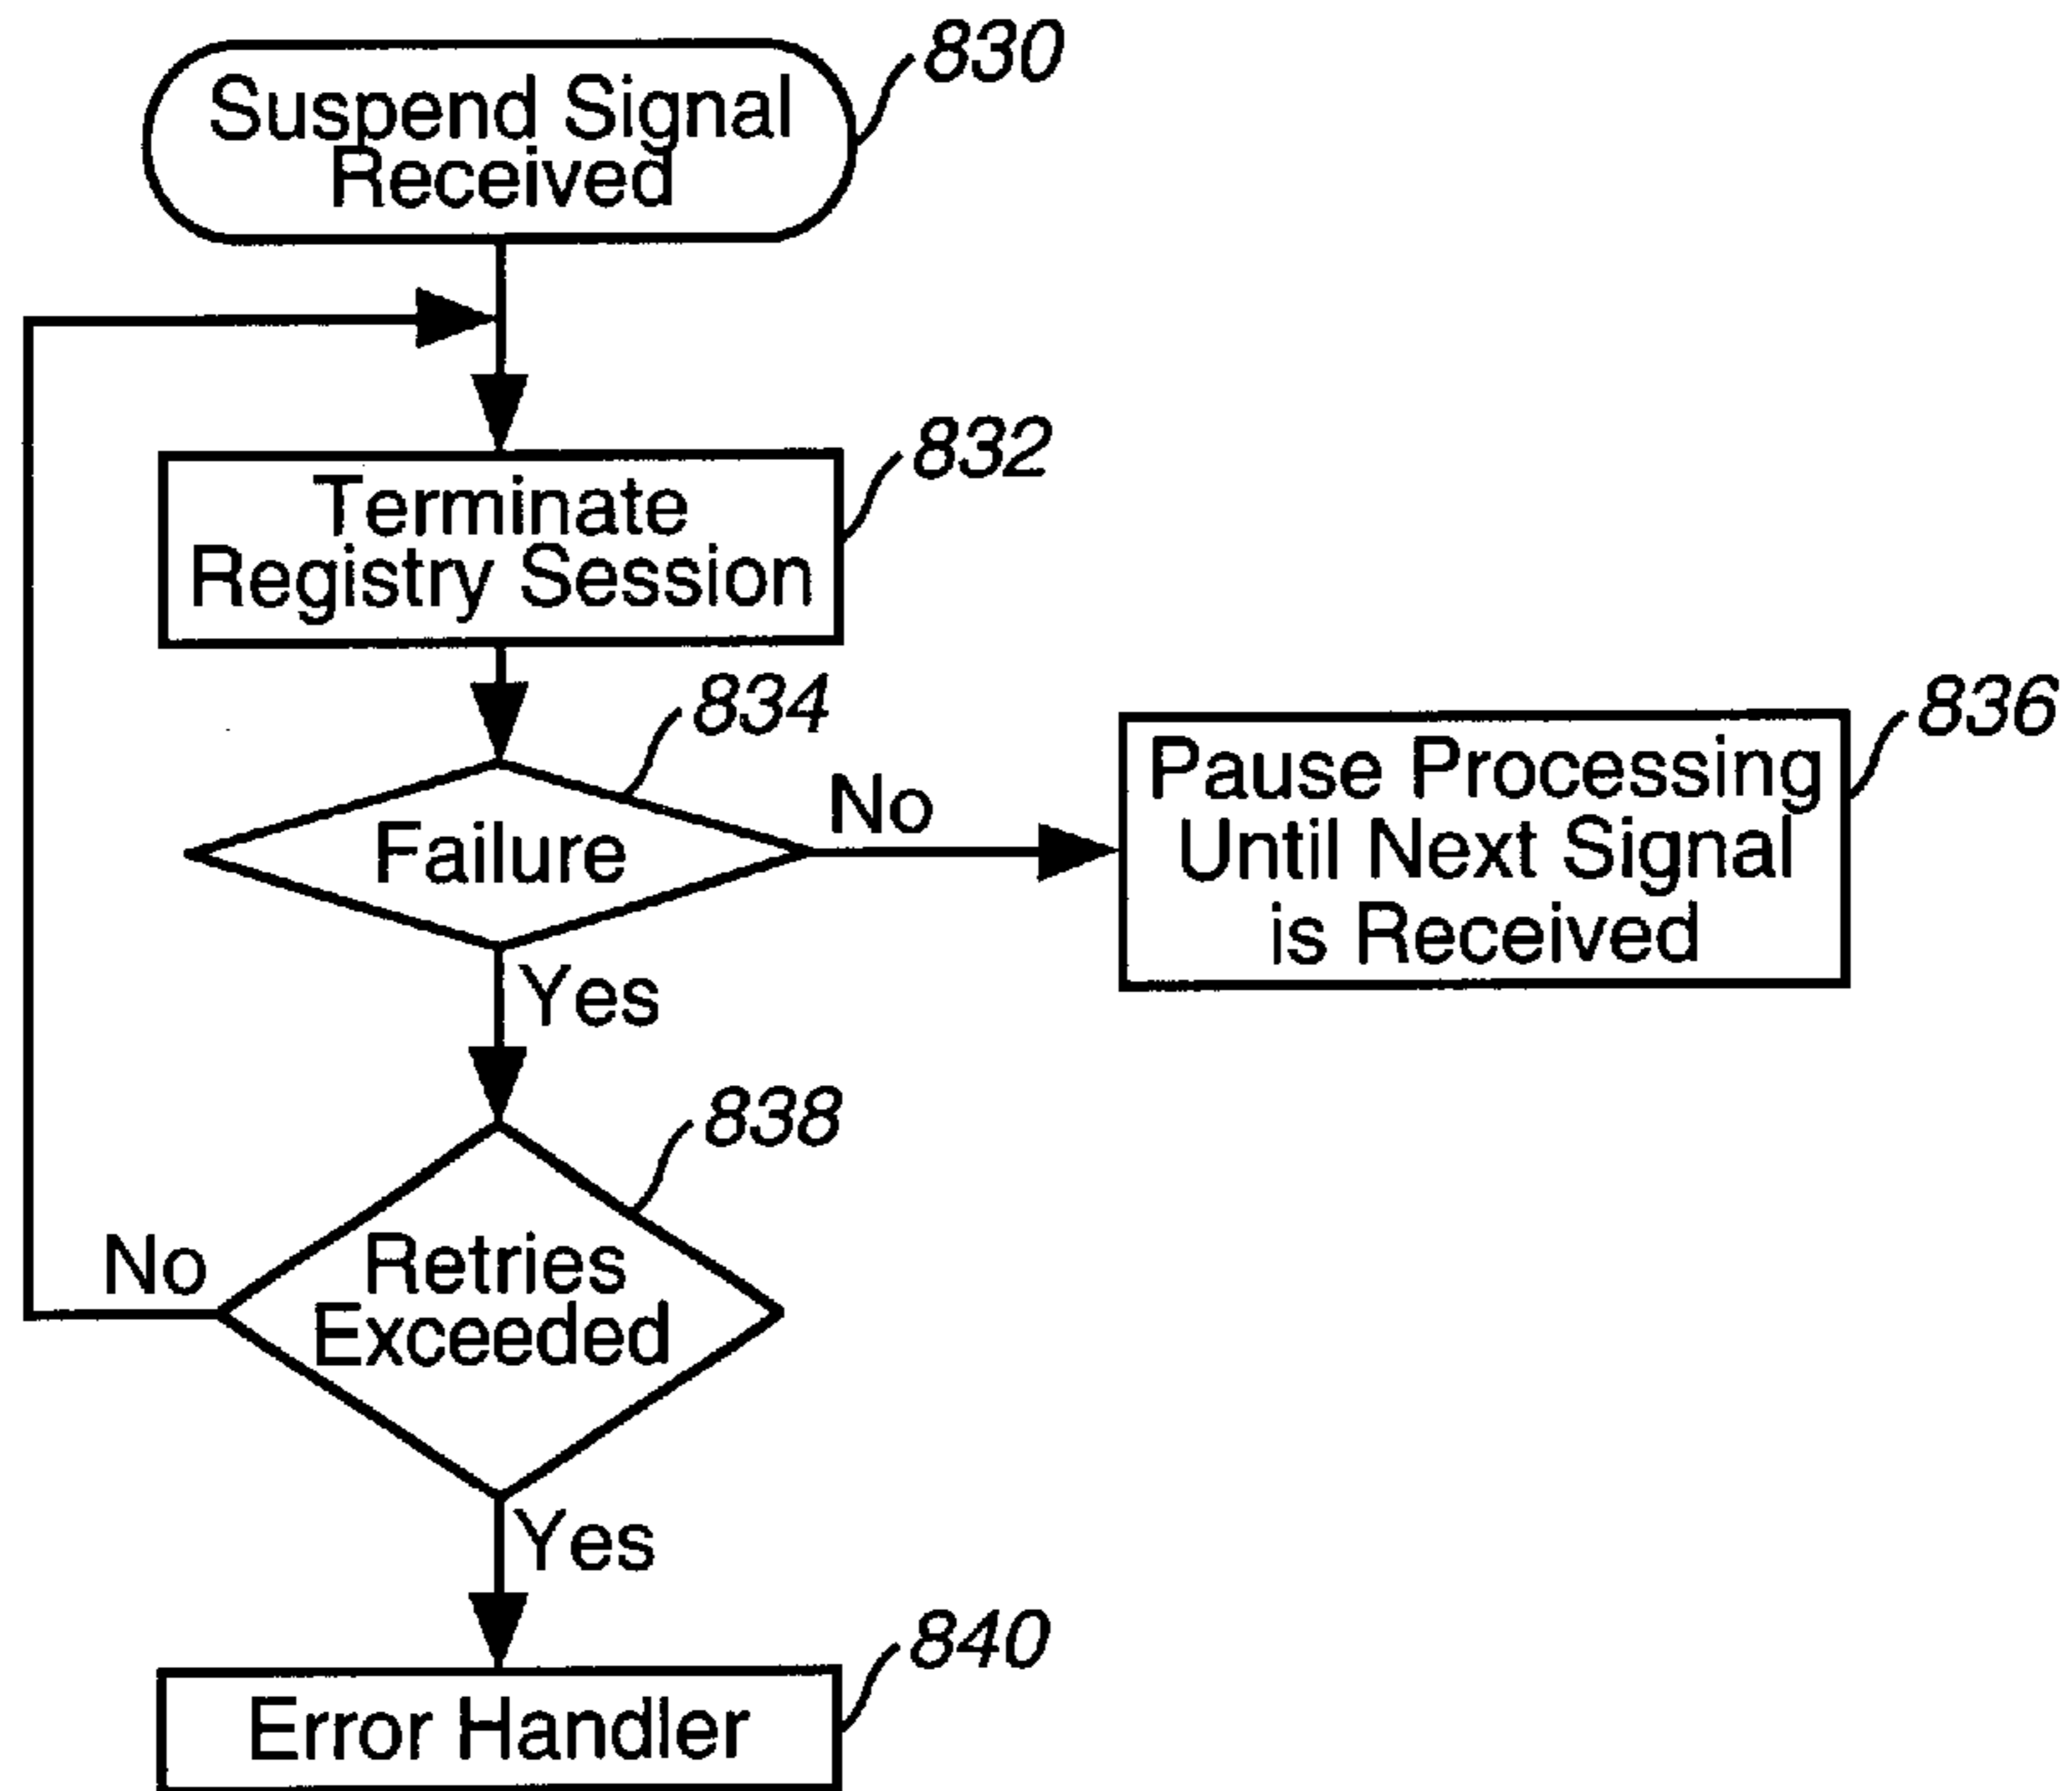 830
Suspend Signal
Received
832
Terminate
Registry Session
834
Failure
No
836
Pause Processing
Until Next Signal
is Received
Yes
838
Retries
Exceeded
No
Yes
840
Error Handler